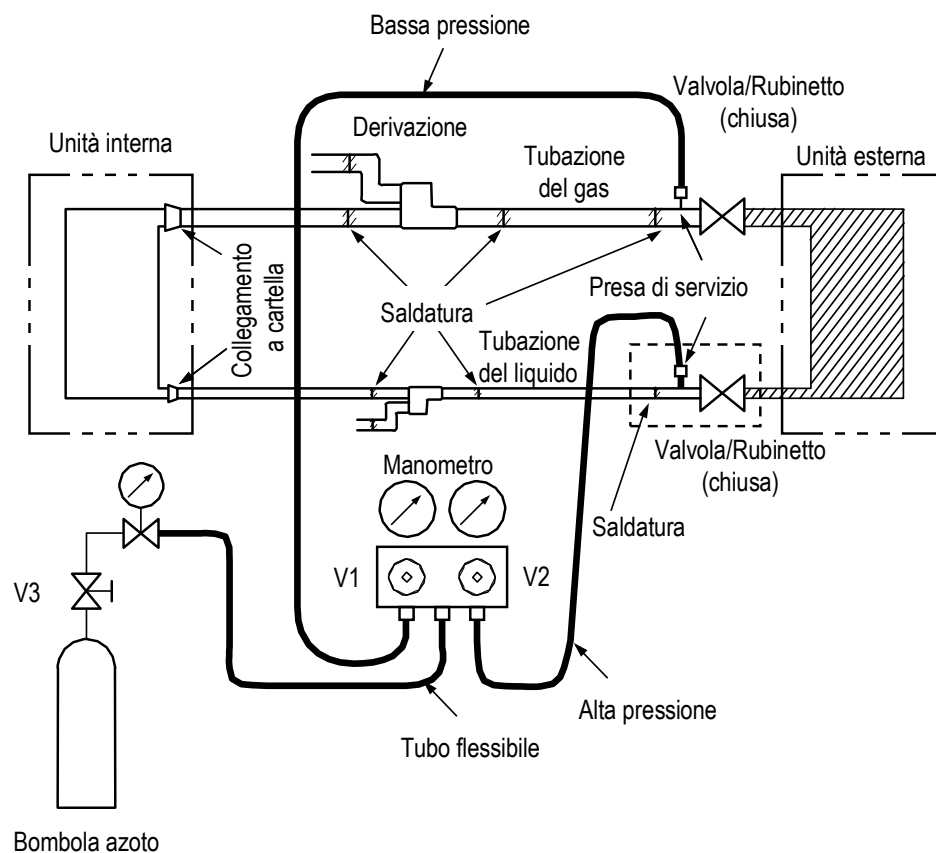 Bassa pressione
Valvola/Rubinetto
(chiusa)
Derivazione
Unità interna
Tubazione
del gas
Unità esterna
Collegamento
a cartella
Saldatura
Presa di servizio
Tubazione
del liquido
Valvola/Rubinetto
(chiusa)
Manometro
Saldatura
V1
V2
V3
Alta pressione
Tubo flessibile
Bombola azoto